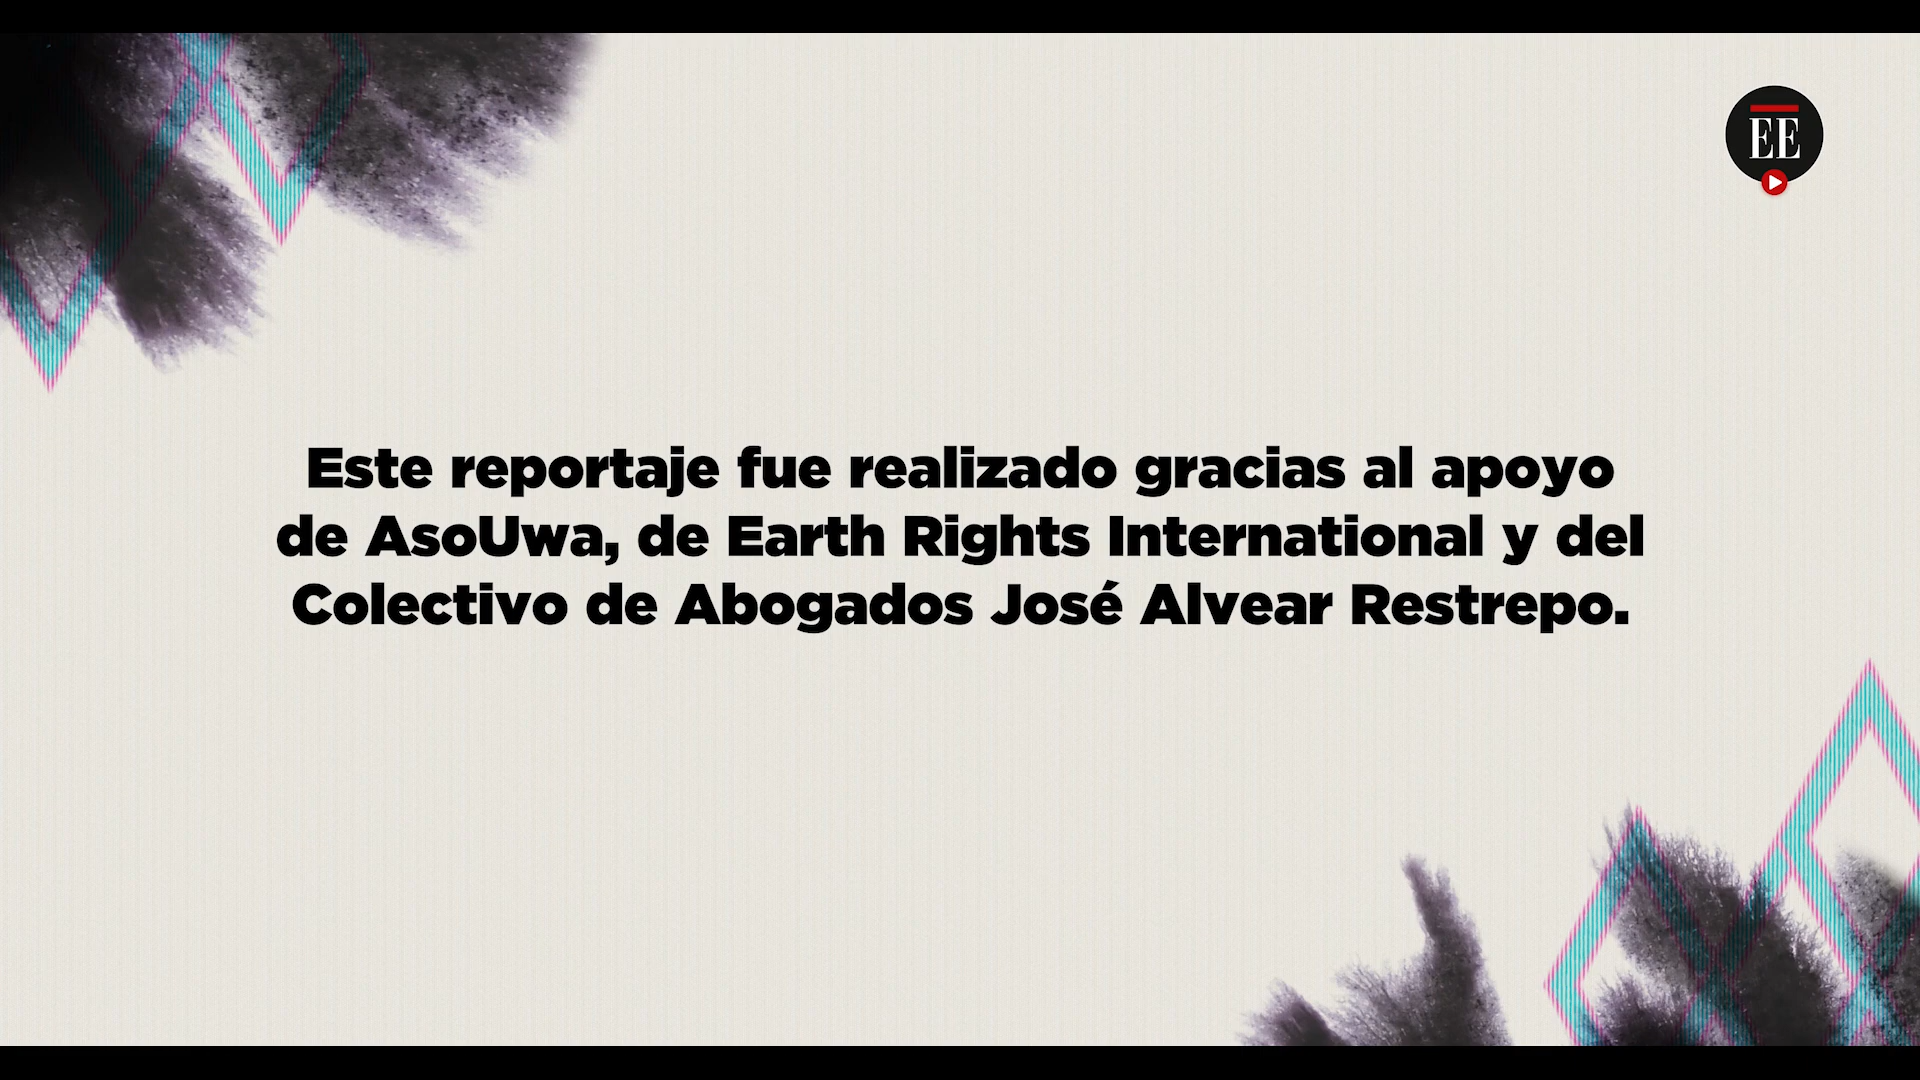 EE
Este reportaje fue realizado gracias al apoyo
de AsoUwa, de Earth Rights International y del
Colectivo de Abogados José Alvear Restrepo.